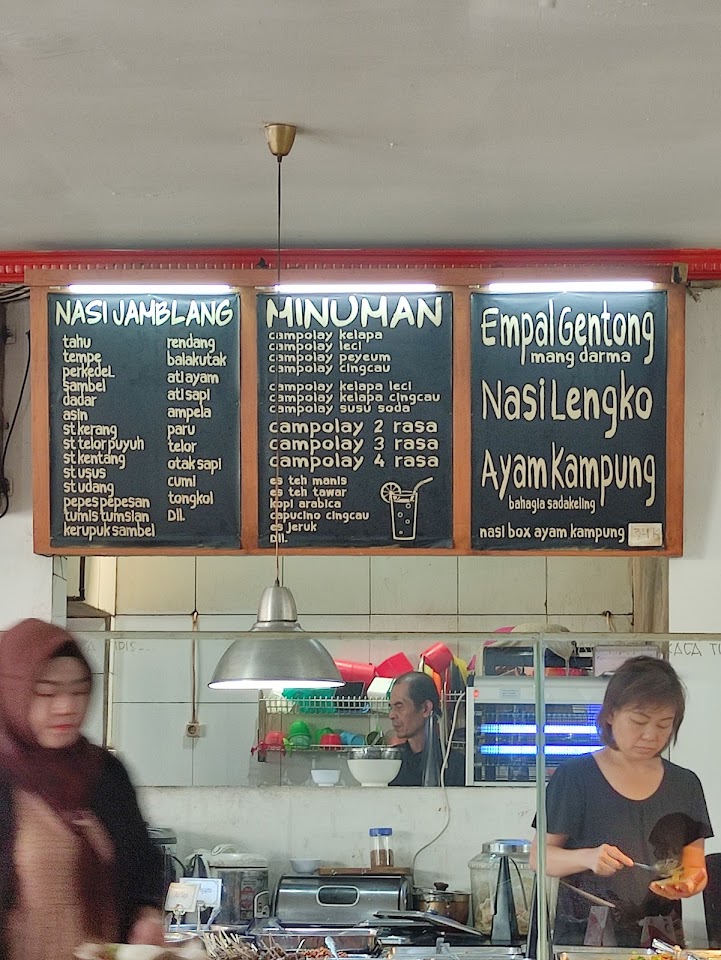 NASI JAMBLANG
tahu
tempe
perkedel
sambel
dadar
asin
st kerang
st telor puyuh
st kentang
st usus
st udang
pepes pepesan
tumis tumsian
kerupuk sambel
rendang
balakutak
ati ayam
ati sapi
ampela
paru
telor
otak sapi
cumi
tongkol
Dll.
MINUMAN
campolay kelapa
campolay leci
campolay peyeum
campolay cingcau
campolay kelapa leci
campolay kelapa cingcau
campolay susu soda
campolay 2 rasa
campolay 3 rasa
campolay 4 rasa
es teh manis
es teh tawar
kopi arabica
capucino cingcau
es jeruk
Dll.
Empal Gentong
mang darma
Nasi Lengko
Ayam Kampung
bahagia sadakeling
nasi box ayam kampung